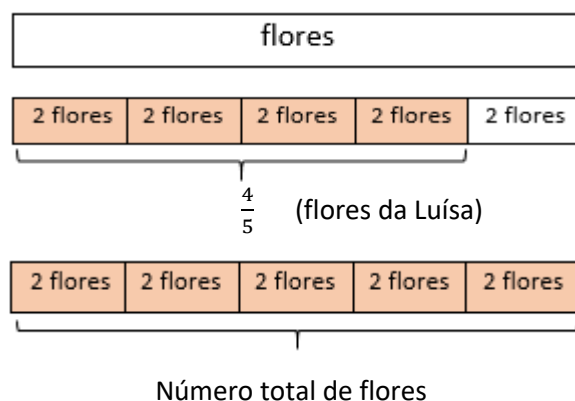 flores
2 flores 2 flores 2 flores 2 flores 2 flores
4/5 (flores da Luísa)
2 flores 2 flores 2 flores 2 flores 2 flores
Número total de flores